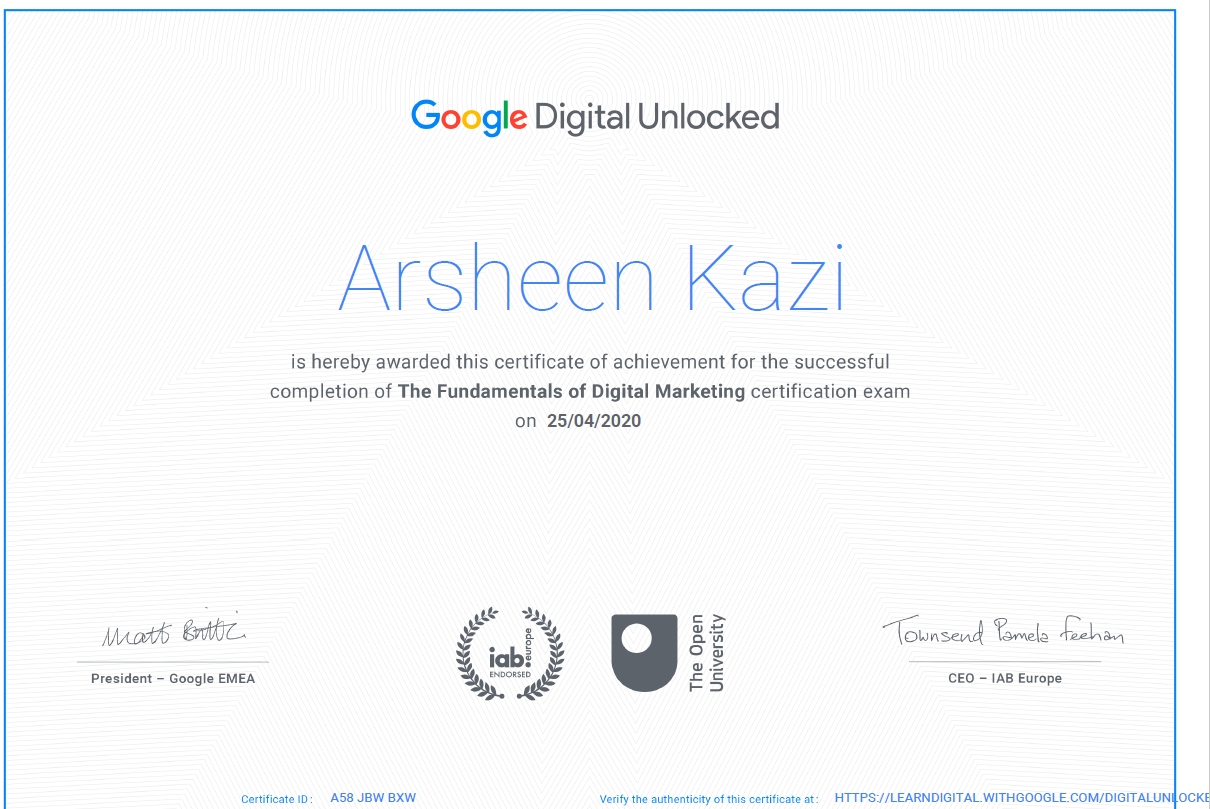 Google Digital Unlocked
Arsheen Kazi
is hereby awarded this certificate of achievement for the successful
completion of The Fundamentals of Digital Marketing certification exam
on 25/04/2020
Matt Brittin
President – Google EMEA
iab europe
ENDORSED
The Open
University
Townsend Pamela Feehan
CEO – IAB Europe
Certificate ID : A58 JBW BXW
Verify the authenticity of this certificate at : HTTPS://LEARNDIGITAL.WITHGOOGLE.COM/DIGITALUNLOCKE